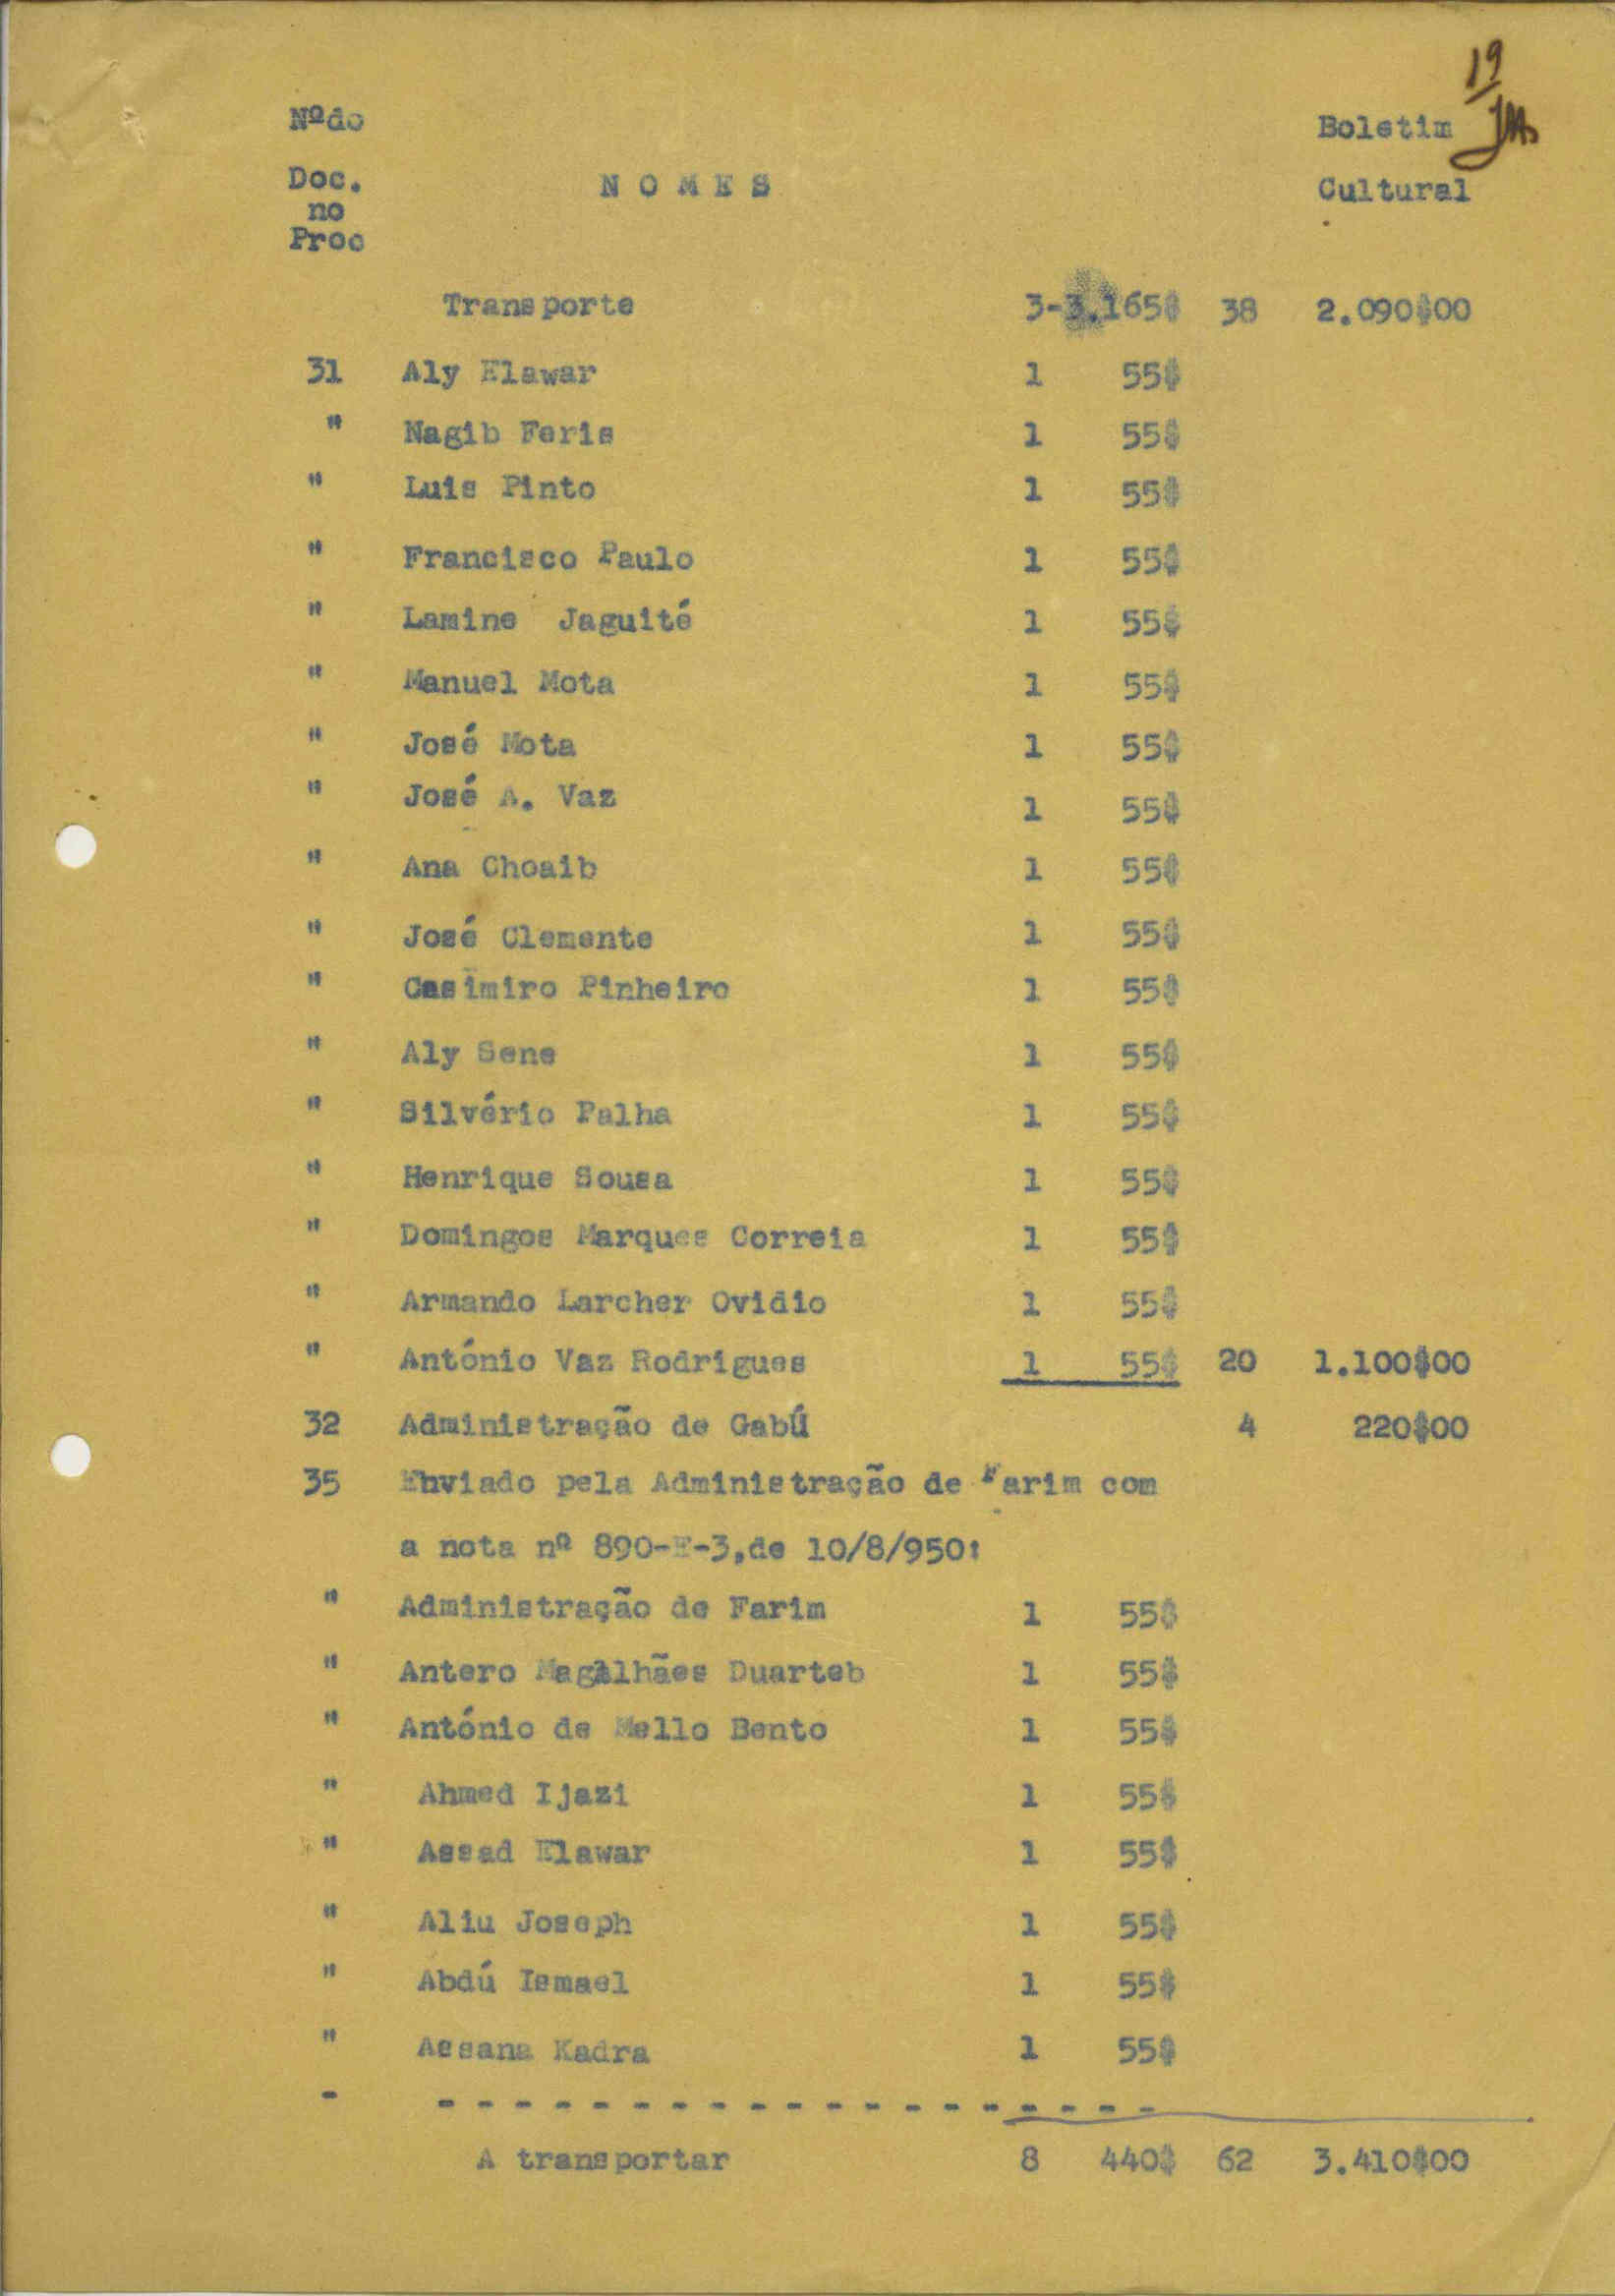 19
Nºdo
Boletim
Doc. N O M E S Cultural
no
Proc
Transporte 3-3.165$ 38 2.090$00
31 Aly Elawar 1 55$
" Nagib Feris 1 55$
" Luis Pinto 1 55$
" Francisco Paulo 1 55$
" Lamine Jaguité 1 55$
" Manuel Mota 1 55$
" José Mota 1 55$
" José A. Vaz 1 55$
" Ana Choaib 1 55$
" José Clemente 1 55$
" Casimiro Pinheiro 1 55$
" Aly Sene 1 55$
" Silvério Palha 1 55$
" Henrique Sousa 1 55$
" Domingos Marques Correia 1 55$
" Armando Larcher Ovidio 1 55$
" António Vaz Rodrigues 1 55$ 20 1.100$00
32 Administração de Gabú 4 220$00
35 Enviado pela Administração de Farim com
a nota nº 890-E-3,de 10/8/950:
" Administração de Farim 1 55$
" Antero Magalhães Duarteb 1 55$
" António de Mello Bento 1 55$
" Ahmed Ijazi 1 55$
" Assad Elawar 1 55$
" Aliu Joseph 1 55$
" Abdú Ismael 1 55$
" Assana Kadra 1 55$
- - - - - - - - - - - - - - - - - - - -
A transportar 8 440$ 62 3.410$00